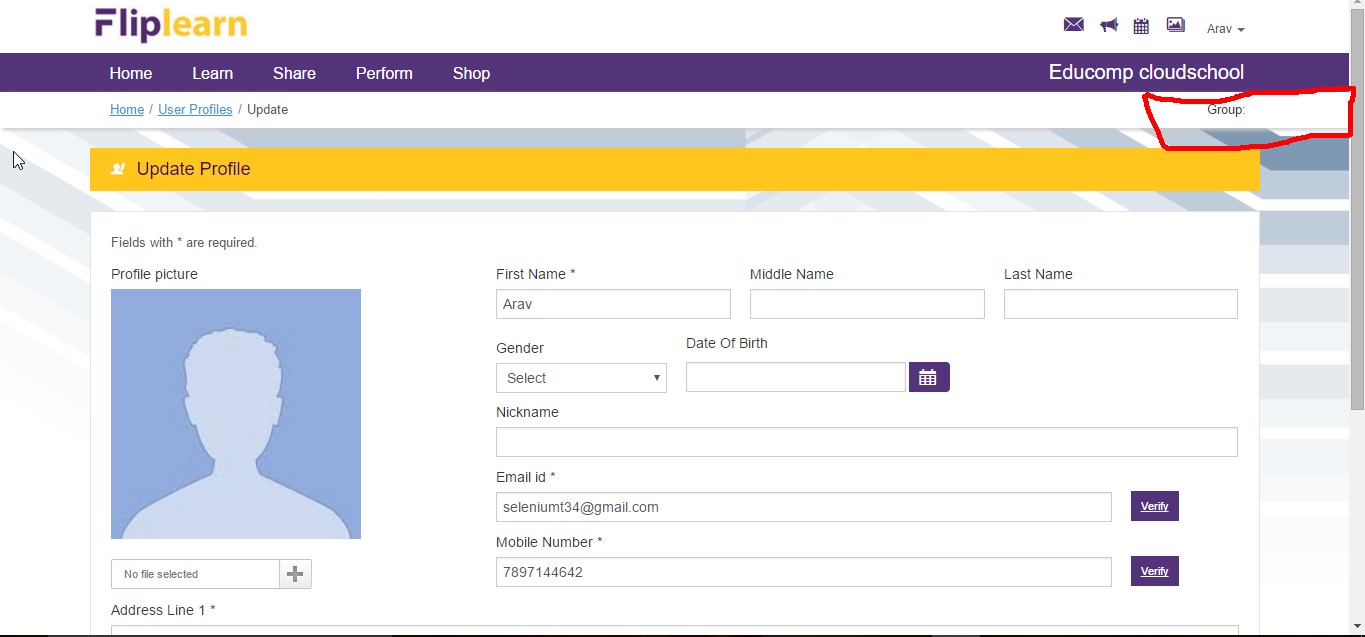 Fliplearn
Arav
Home Learn Share Perform Shop Educomp cloudschool
Home / User Profiles / Update Group:
Update Profile
Fields with * are required.
Profile picture First Name * Middle Name Last Name
Arav
Gender Date Of Birth
Select
Nickname
Email id *
seleniumt34@gmail.com Verify
Mobile Number *
7897144642 Verify
No file selected
Address Line 1 *